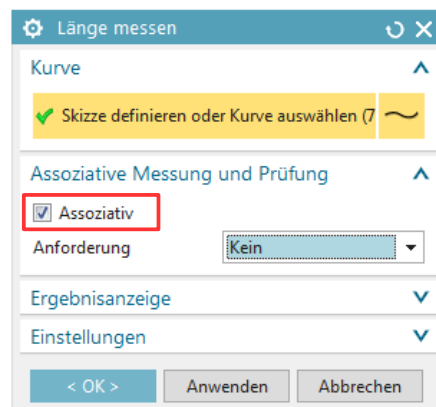 Länge messen
Kurve
Skizze definieren oder Kurve auswählen (7
Assoziative Messung und Prüfung
Assoziativ
Anforderung Kein
Ergebnisanzeige
Einstellungen
< OK > Anwenden Abbrechen